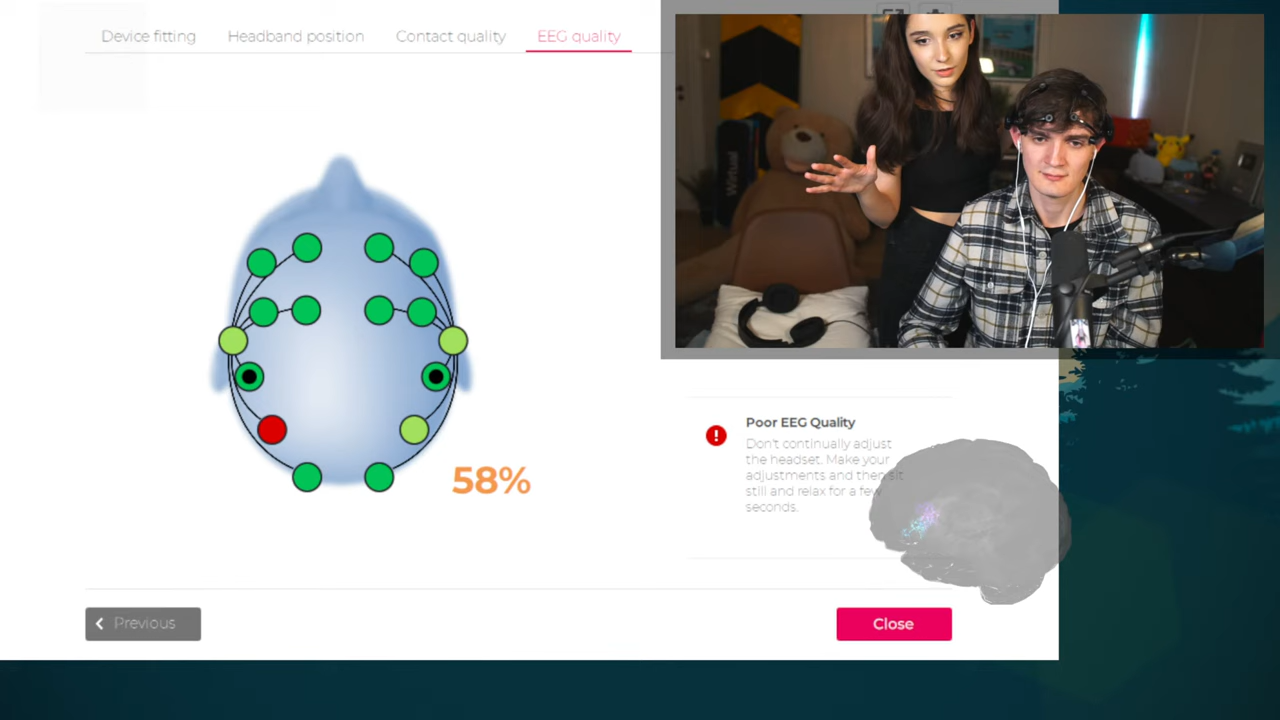 Device fitting
Headband position
Contact quality
EEG quality
Virtual
58%
Poor EEG Quality
Don't continually adjust
the headset. Make your
adjustments and then sit
still and relax for a few
seconds.
Previous
Close